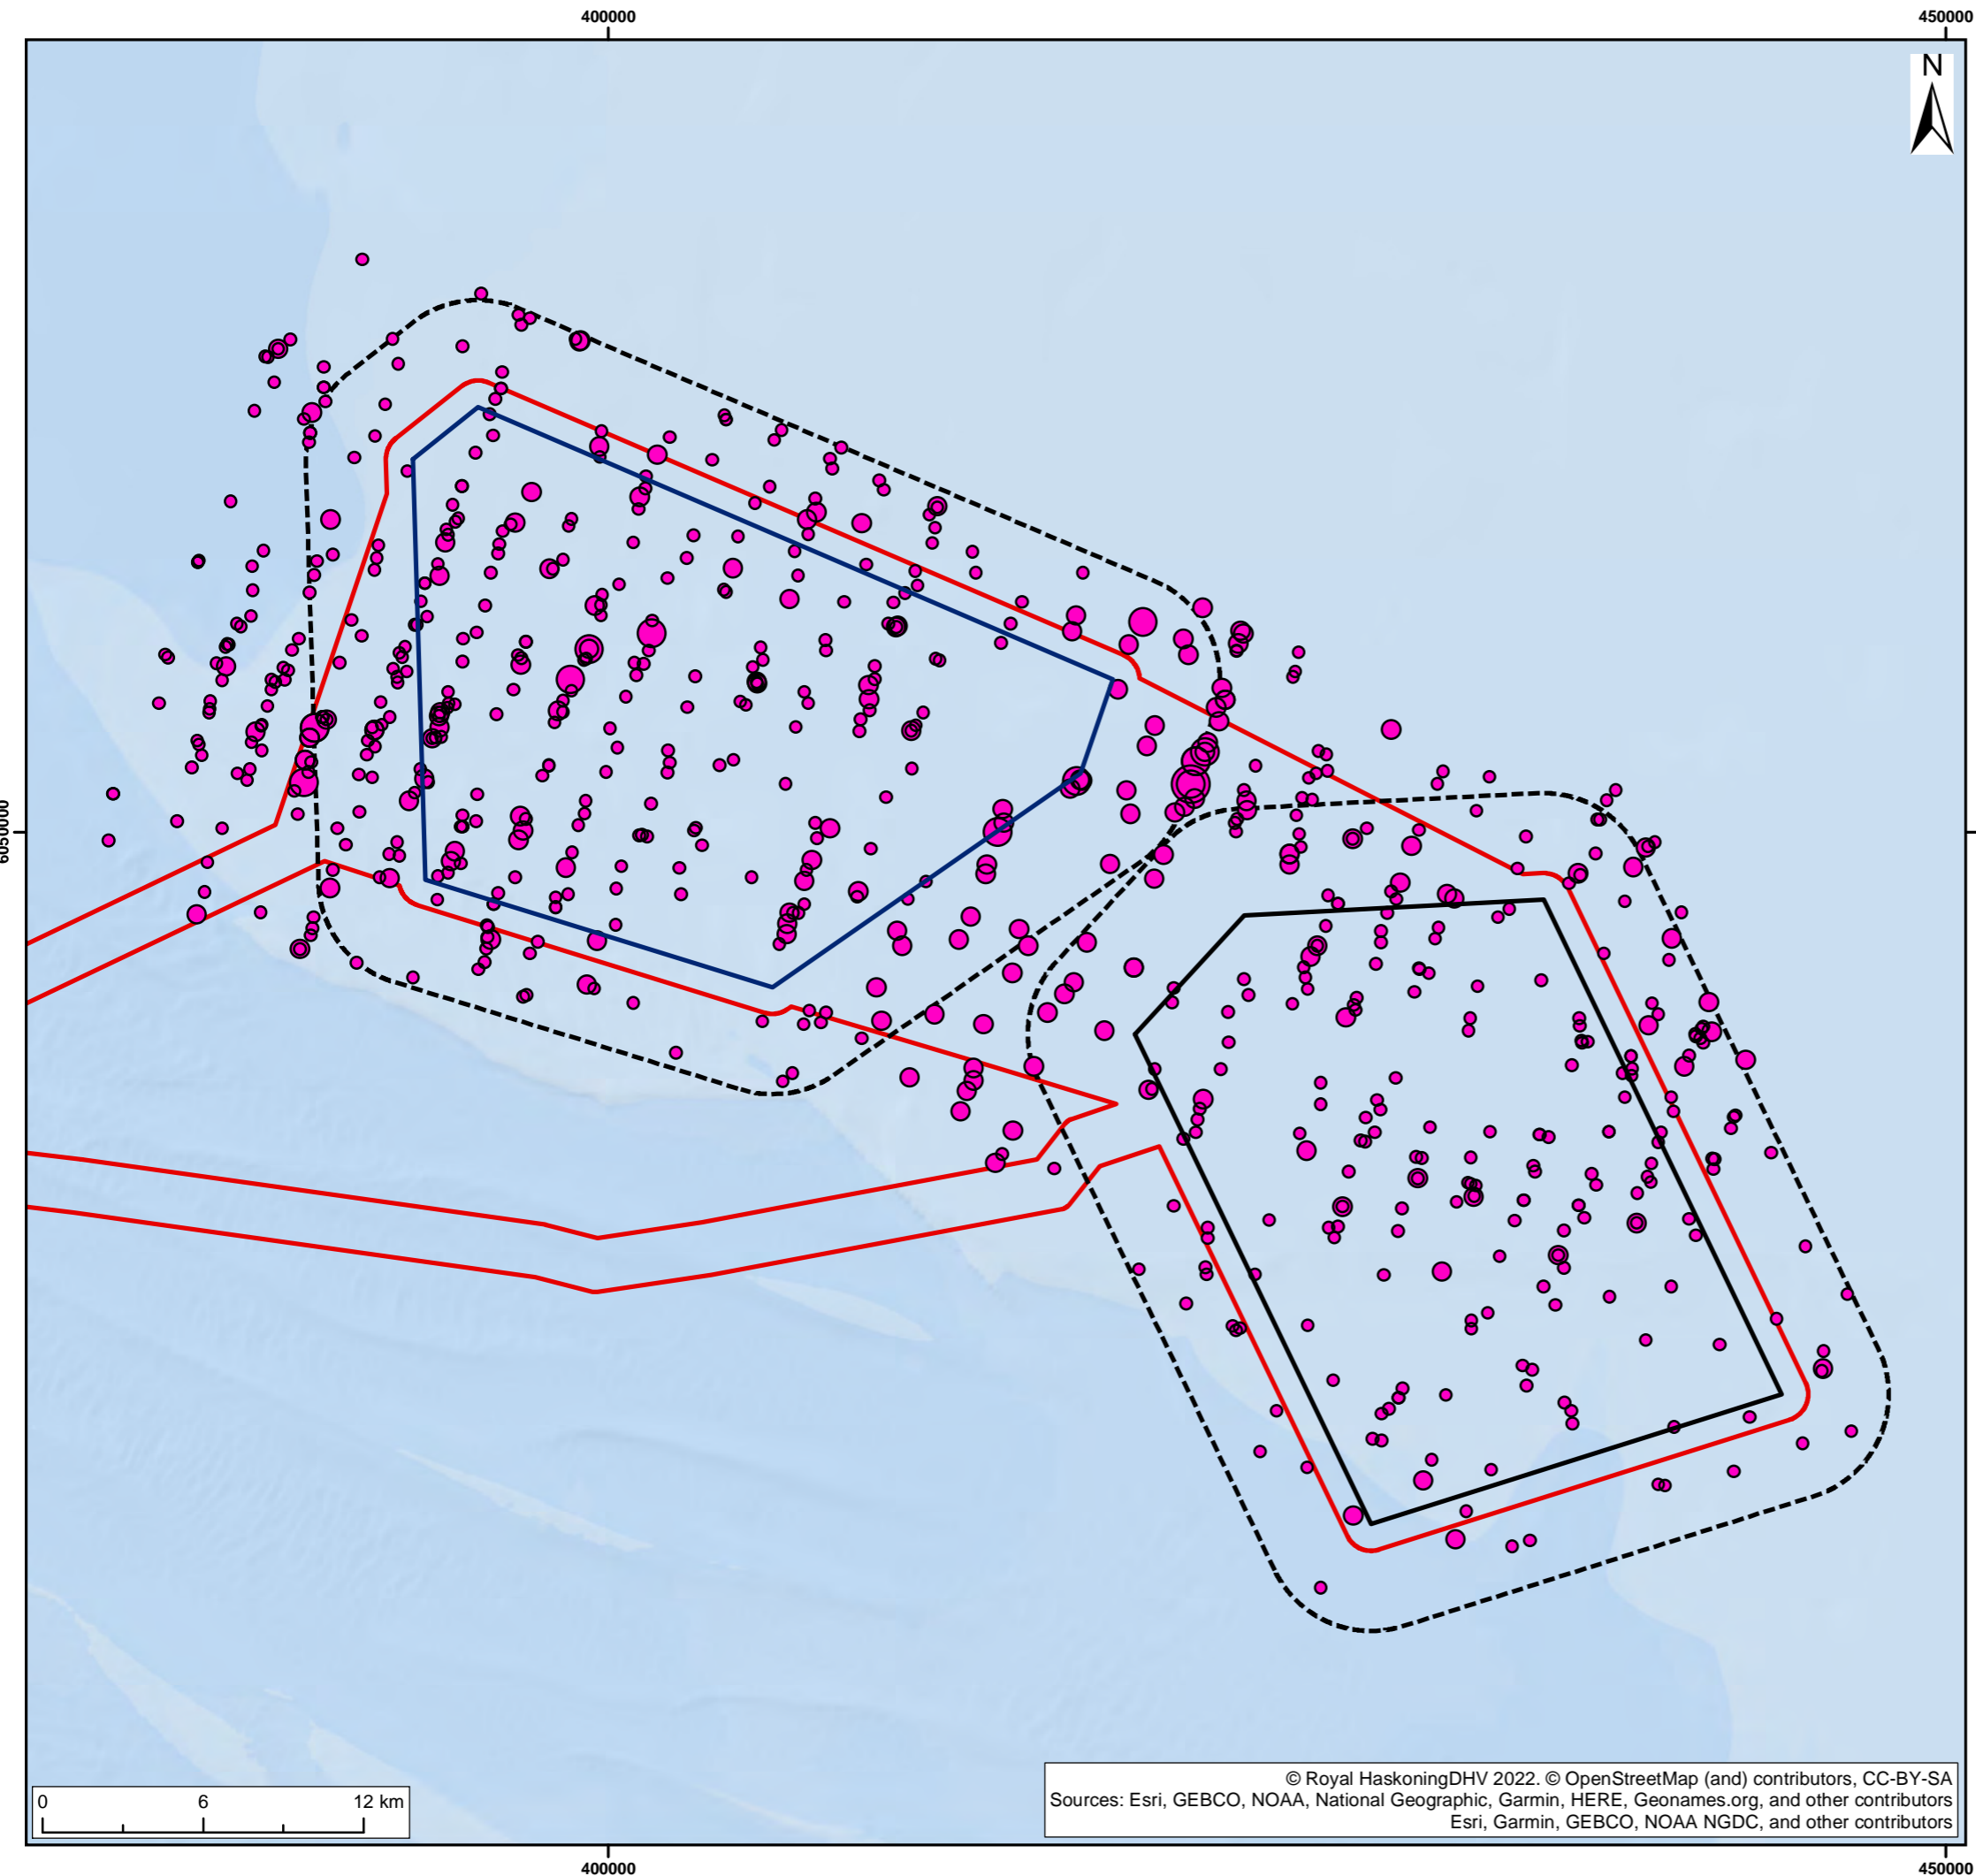 400000
450000
N
6050000
0 6 12 km
© Royal HaskoningDHV 2022. © OpenStreetMap (and) contributors, CC-BY-SA
Sources: Esri, GEBCO, NOAA, National Geographic, Garmin, HERE, Geonames.org, and other contributors
Esri, Garmin, GEBCO, NOAA NGDC, and other contributors
400000
450000